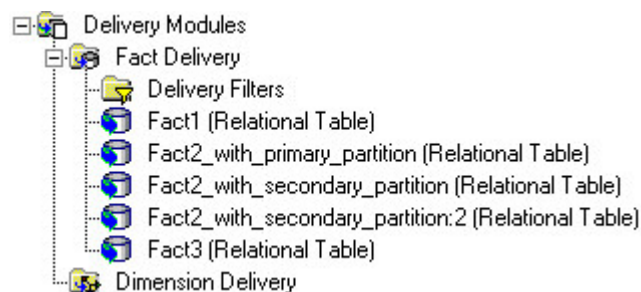 Delivery Modules
Fact Delivery
Delivery Filters
Fact1 (Relational Table)
Fact2_with_primary_partition (Relational Table)
Fact2_with_secondary_partition (Relational Table)
Fact2_with_secondary_partition:2 (Relational Table)
Fact3 (Relational Table)
Dimension Delivery